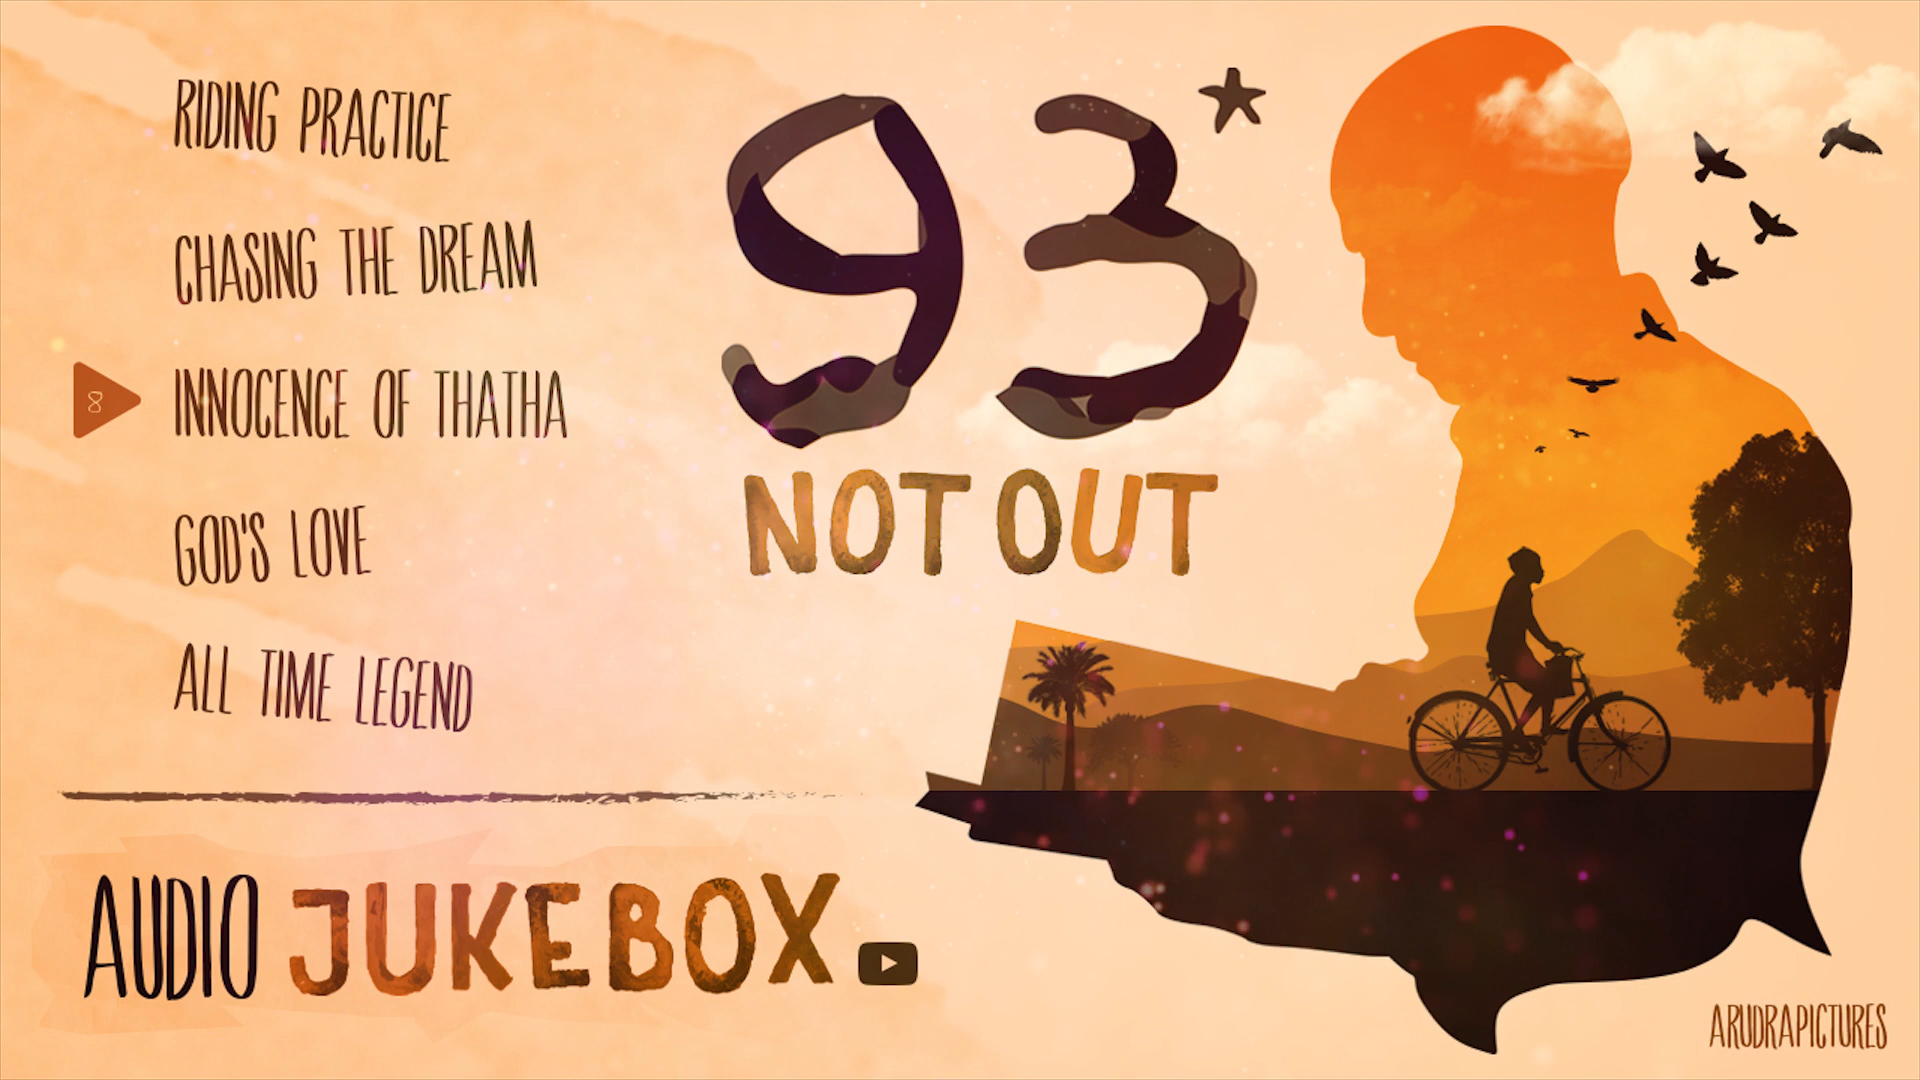 RIDING PRACTICE
CHASING THE DREAM
8
INNOCENCE OF THATHA
GOD'S LOVE
ALL TIME LEGEND
93*
NOT OUT
AUDIO JUKEBOX
ARUDRAPICTURES